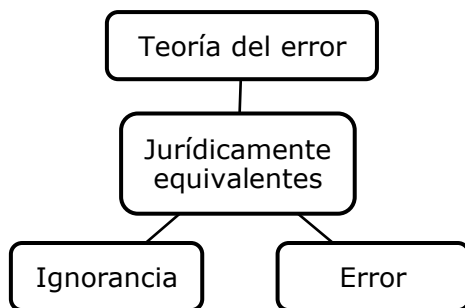 Teoría del error
Jurídicamente
equivalentes
Ignorancia
Error